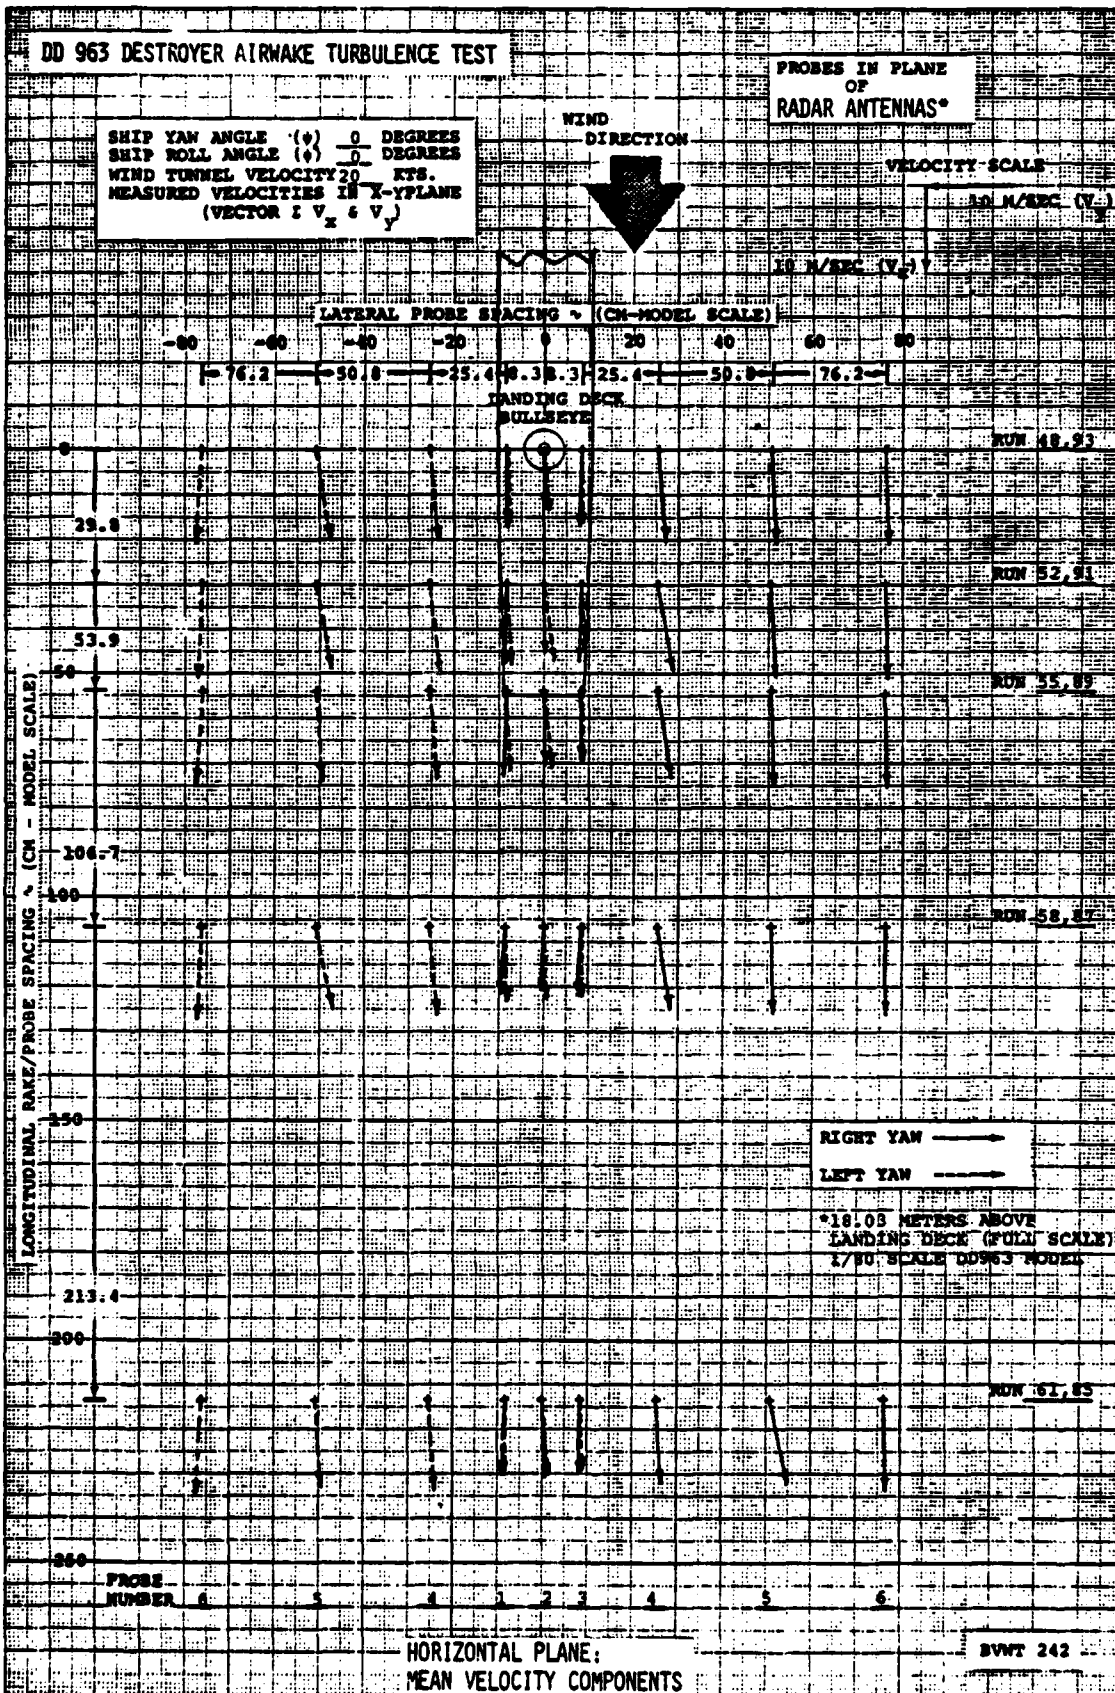 DD 963 DESTROYER AIRWAKE TURBULENCE TEST
PROBES IN PLANE
OF
RADAR ANTENNAS*
SHIP YAW ANGLE (ψ) 0 DEGREES
SHIP ROLL ANGLE (φ) 0 DEGREES
WIND TUNNEL VELOCITY 20 KTS.
MEASURED VELOCITIES IN X-YPLANE
(VECTOR Σ Vx & Vy)
WIND
DIRECTION
VELOCITY SCALE
10 M/SEC
10 M/SEC
LATERAL PROBE SPACING ~ (CM-MODEL SCALE)
-80 -60 -40 -20 0 20 40 60 80
76.2 50.8 25.4 8.3 8.3 25.4 50.8 76.2
LANDING DECK
BULLSEYE
0
RUN 48,93
29.8
RUN 52,91
53.9
50
RUN 55,89
106.7
100
RUN 58,87
150
RIGHT YAW
LEFT YAW
*18.03 METERS ABOVE
LANDING DECK (FULL SCALE)
1/80 SCALE DD963 MODEL
213.4
200
RUN 61,85
250
(LONGITUDINAL RAKE/PROBE SPACING ~ (CM - MODEL SCALE)
PROBE
NUMBER 6 5 4 1 2 3 4 5 6
HORIZONTAL PLANE:
MEAN VELOCITY COMPONENTS
BVWT 242